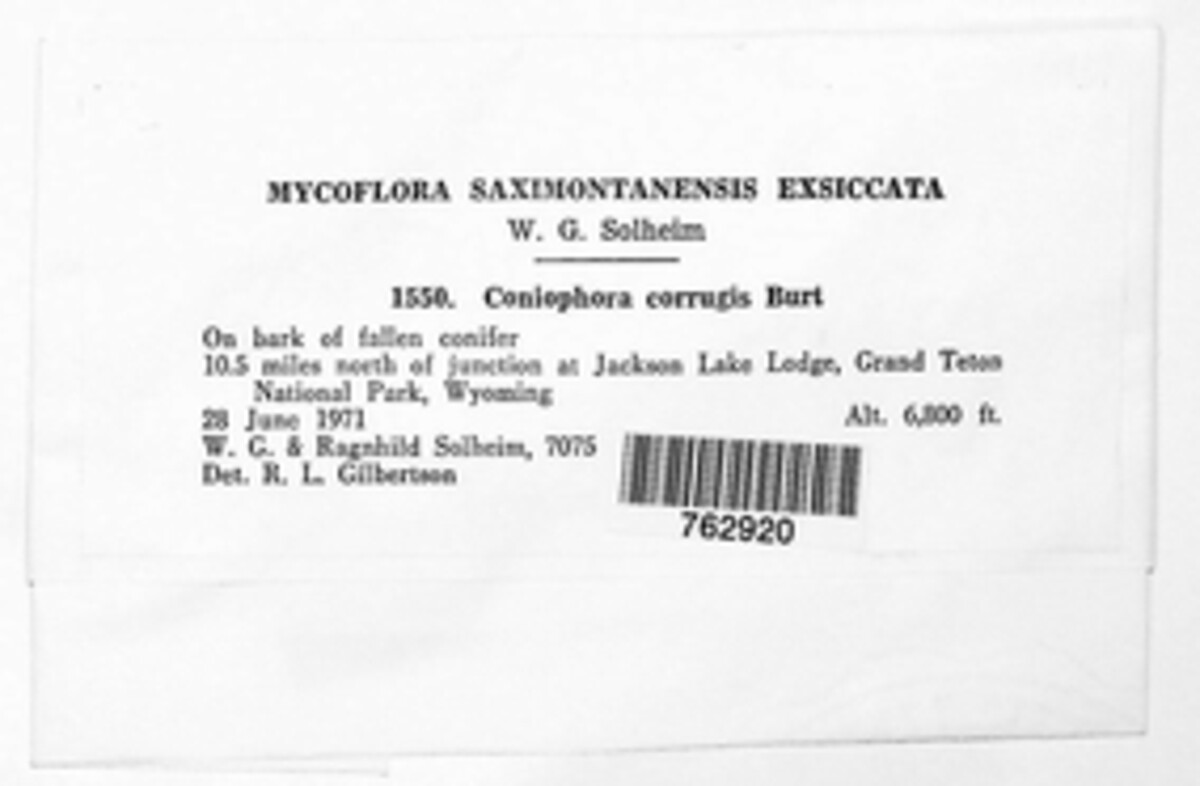 MYCOFLORA SAXIMONTANENSIS EXSICCATA
W. G. Solheim
1550. Coniophora corrugis Burt
On bark of fallen conifer
10.5 miles north of junction at Jackson Lake Lodge, Grand Teton
National Park, Wyoming
28 June 1971 Alt. 6,800 ft.
W. G. & Ragnhild Solheim, 7075
Det. R. L. Gilbertson
762920